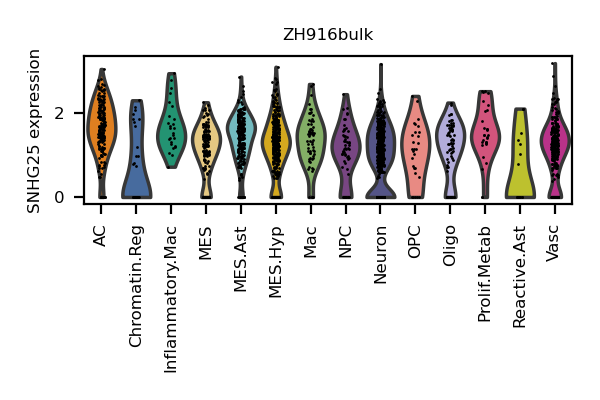 ZH916bulk
SNHG25 expression
2
0
AC
Chromatin.Reg
Inflammatory.Mac
MES
MES.Ast
MES.Hyp
Mac
NPC
Neuron
OPC
Oligo
Prolif.Metab
Reactive.Ast
Vasc